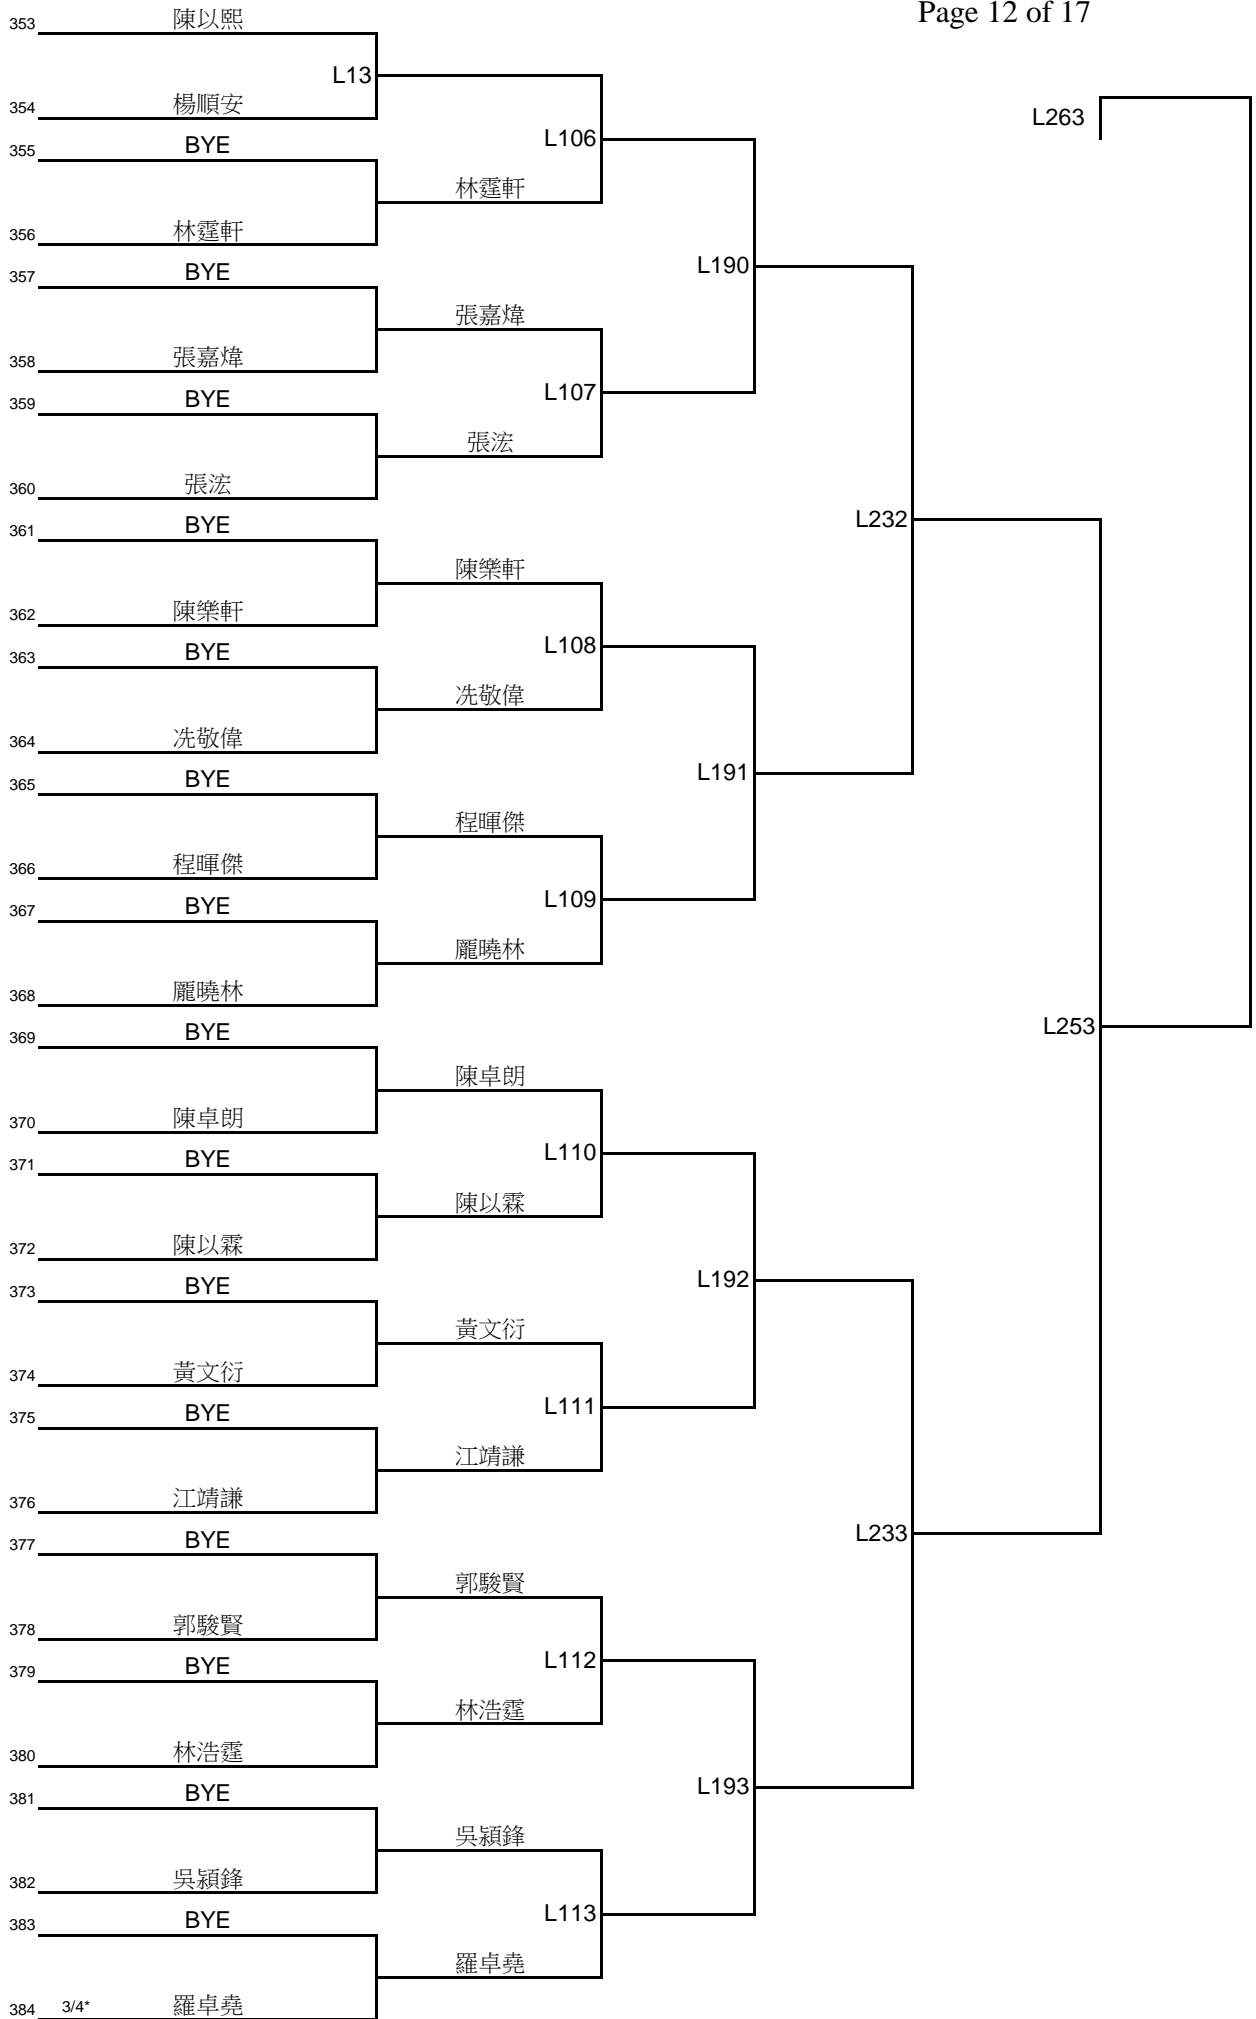 Page 12 of 17
353 陳以熙
L13
354 楊順安
L263
355 BYE
L106
林霆軒
356 林霆軒
357 BYE
L190
張嘉煒
358 張嘉煒
359 BYE
L107
張浤
360 張浤
361 BYE
L232
陳樂軒
362 陳樂軒
363 BYE
L108
冼敬偉
364 冼敬偉
365 BYE
L191
程暉傑
366 程暉傑
367 BYE
L109
龎曉林
368 龎曉林
369 BYE
L253
陳卓朗
370 陳卓朗
371 BYE
L110
陳以霖
372 陳以霖
373 BYE
L192
黃文衍
374 黃文衍
375 BYE
L111
江靖謙
376 江靖謙
377 BYE
L233
郭駿賢
378 郭駿賢
379 BYE
L112
林浩霆
380 林浩霆
381 BYE
L193
吳潁鋒
382 吳潁鋒
383 BYE
L113
羅卓堯
384 3/4* 羅卓堯